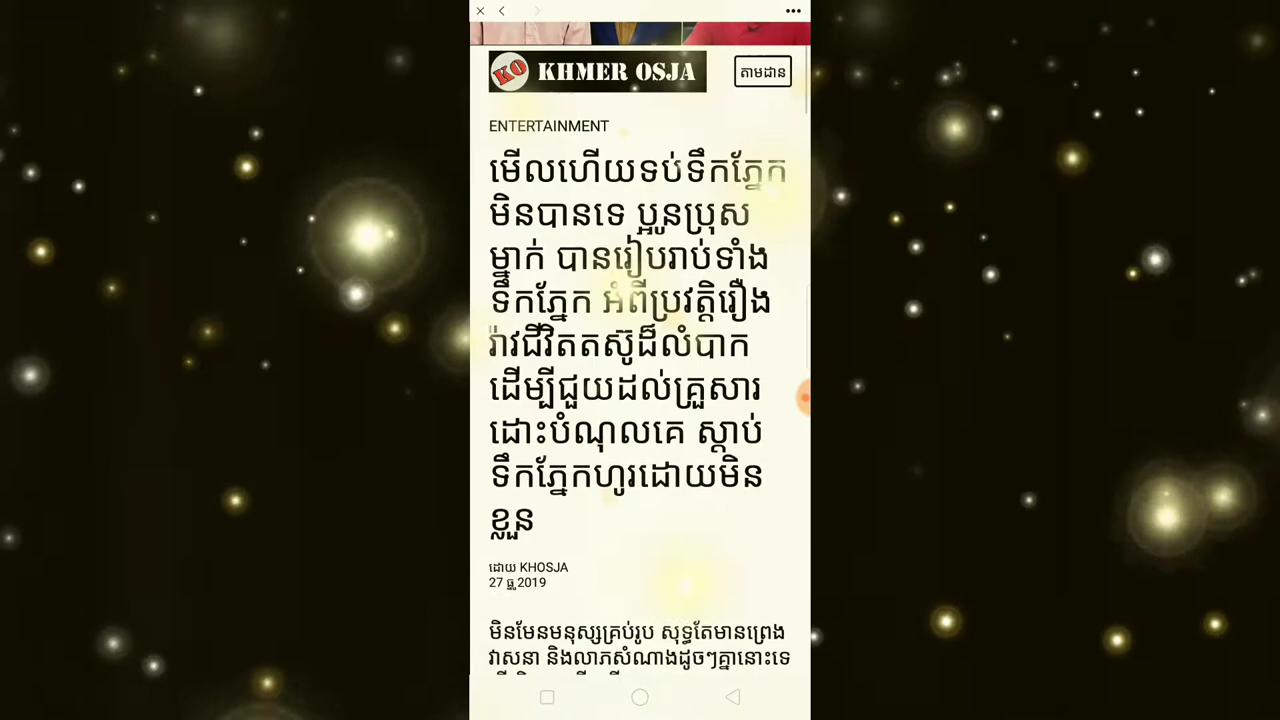 KO KHMER OSJA
តាមដាន
ENTERTAINMENT
មើលហើយទប់ទឹកភ្នែក
មិនបានទេ ប្អូនប្រុស
ម្នាក់ បានរៀបរាប់ទាំង
ទឹកភ្នែក អំពីប្រវត្តិរឿង
រ៉ាវជីវិតតស៊ូដ៏លំបាក
ដើម្បីជួយដល់គ្រួសារ
ដោះបំណុលគេ ស្តាប់
ទឹកភ្នែកហូរដោយមិន
ខ្លួន
ដោយ KHOSJA
27 ធ្នូ 2019
មិនមែនមនុស្សគ្រប់រូប សុទ្ធតែមានព្រេង
វាសនា និងលាភសំណាងដូចៗគ្នានោះទេ